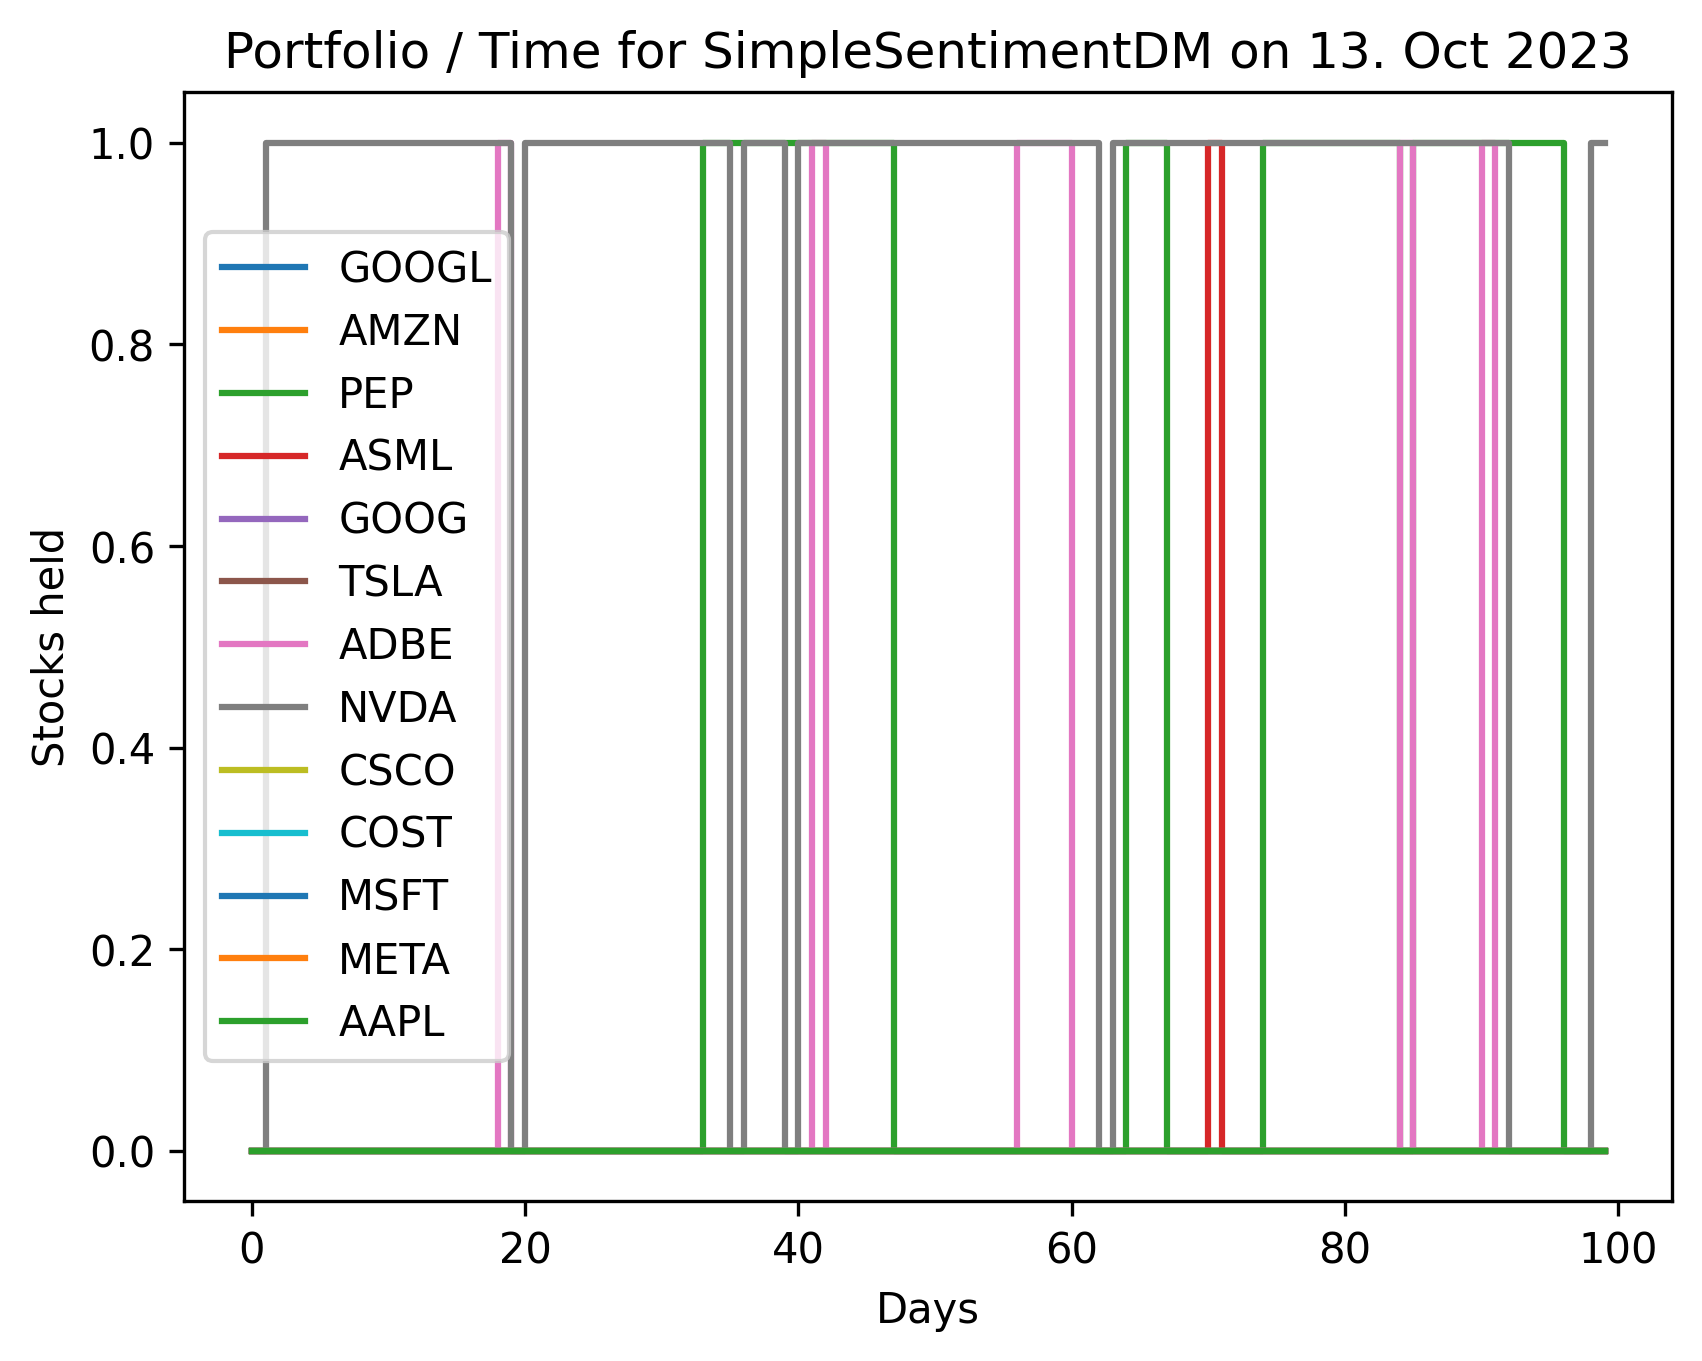 Portfolio / Time for SimpleSentimentDM on 13. Oct 2023
1.0
0.8
0.6
0.4
0.2
0.0
Stocks held
GOOGL
AMZN
PEP
ASML
GOOG
TSLA
ADBE
NVDA
CSCO
COST
MSFT
META
AAPL
0 20 40 60 80 100
Days